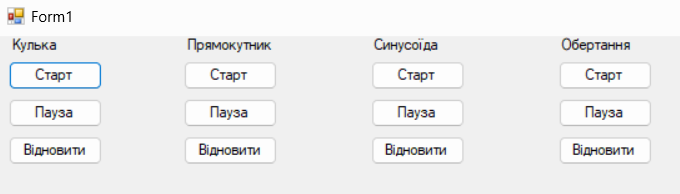 Form1
Кулька Прямокутник Синусоїда Обертання
Старт Старт Старт Старт
Пауза Пауза Пауза Пауза
Відновити Відновити Відновити Відновити